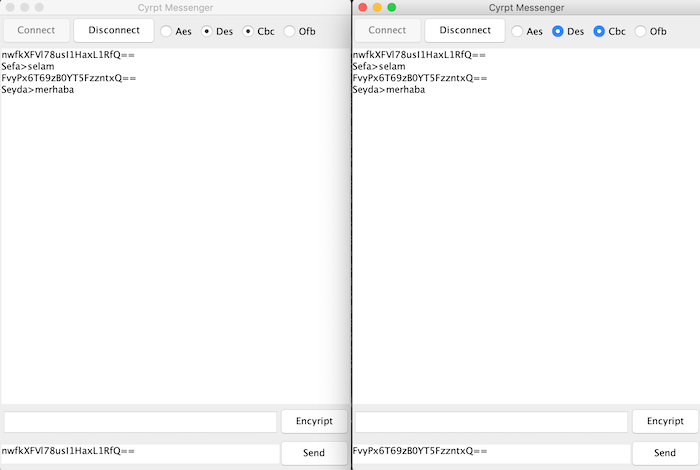 Cyrpt Messenger
Connect Disconnect Aes Des Cbc Ofb
nwfkXFVl78usI1HaxL1RfQ==
Sefa>selam
FvyPx6T69zB0YT5FzzntxQ==
Seyda>merhaba
Encyript
nwfkXFVl78usI1HaxL1RfQ== Send
Cyrpt Messenger
Connect Disconnect Aes Des Cbc Ofb
nwfkXFVl78usI1HaxL1RfQ==
Sefa>selam
FvyPx6T69zB0YT5FzzntxQ==
Seyda>merhaba
Encyript
FvyPx6T69zB0YT5FzzntxQ== Send